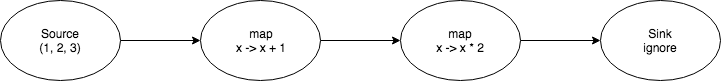 Source
(1, 2, 3)
map
x -> x + 1
map
x -> x * 2
Sink
ignore